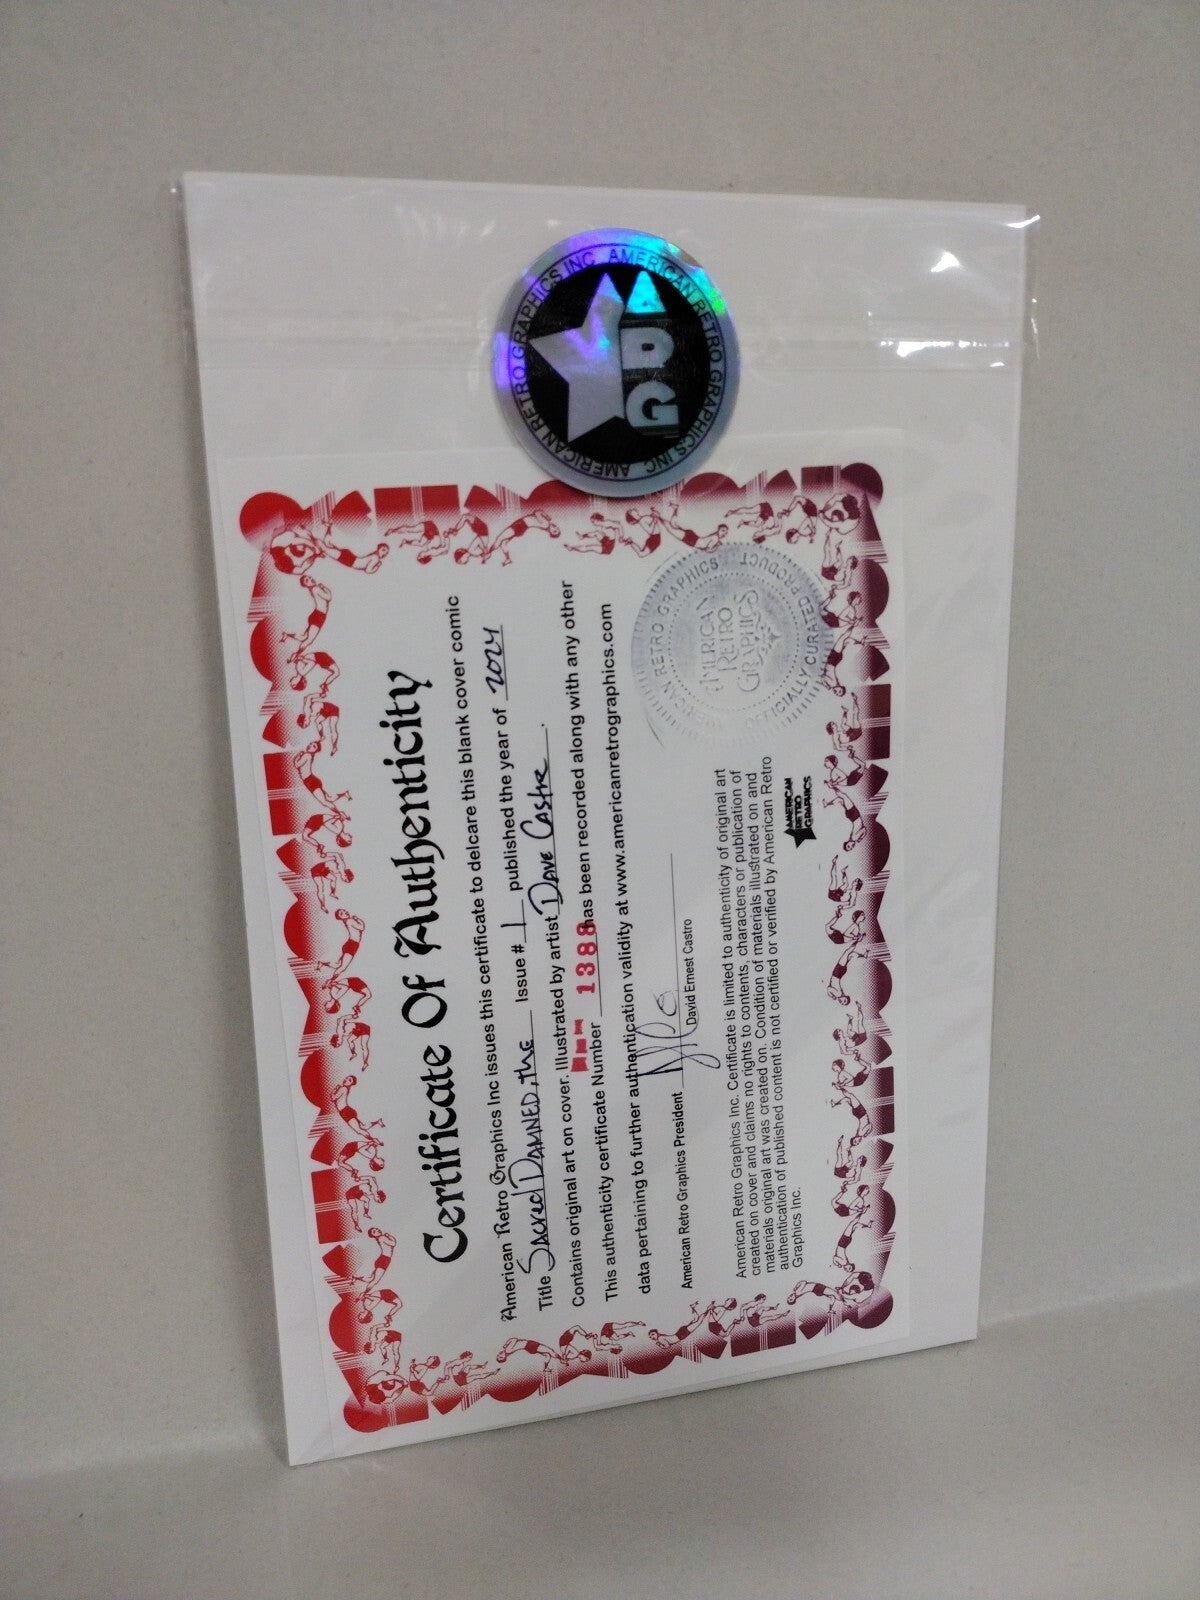 AMERICAN RETRO GRAPHICS INC AMERICAN RETRO GRAPHICS INC
Certificate Of Authenticity
American Retro Graphics Inc issues this certificate to delcare this blank cover comic
Title Sacred Damned, the Issue # 1 published the year of 2024
Contains original art on cover. Illustrated by artist Dave Castro.
This authenticity certificate Number 1388 has been recorded along with any other
data pertaining to further authentication validity at www.americanretrographics.com
American Retro Graphics President
David Ernest Castro
American Retro Graphics Inc. Certificate is limited to authenticity of original art
created on cover and claims no rights to contents, characters or publication of
materials original art was created on. Condition of materials illustrated on and
authentication of published content is not certified or verified by American Retro
Graphics Inc.
AMERICAN
RETRO
GRAPHICS
AMERICAN RETRO GRAPHICS
OFFICIALLY CURATED PRODUCT
AMERICAN
RETRO
GRAPHICS